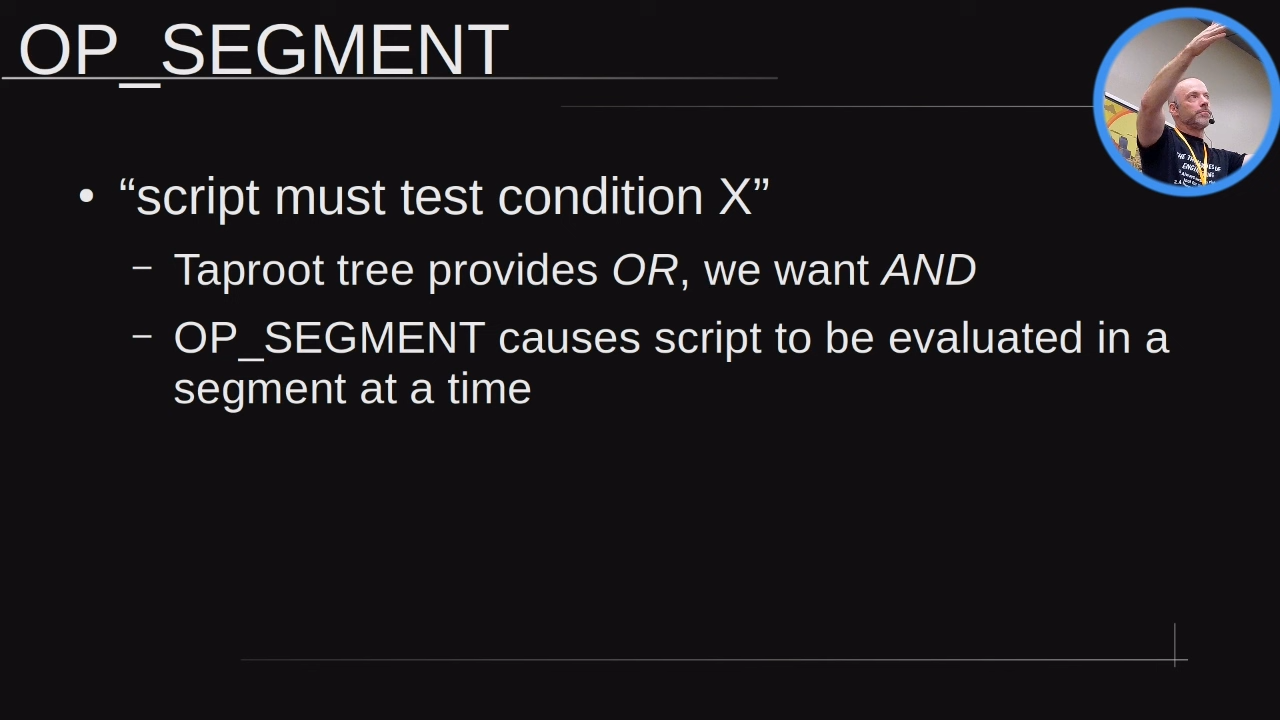 OP_SEGMENT
• “script must test condition X”
– Taproot tree provides OR, we want AND
– OP_SEGMENT causes script to be evaluated in a
segment at a time